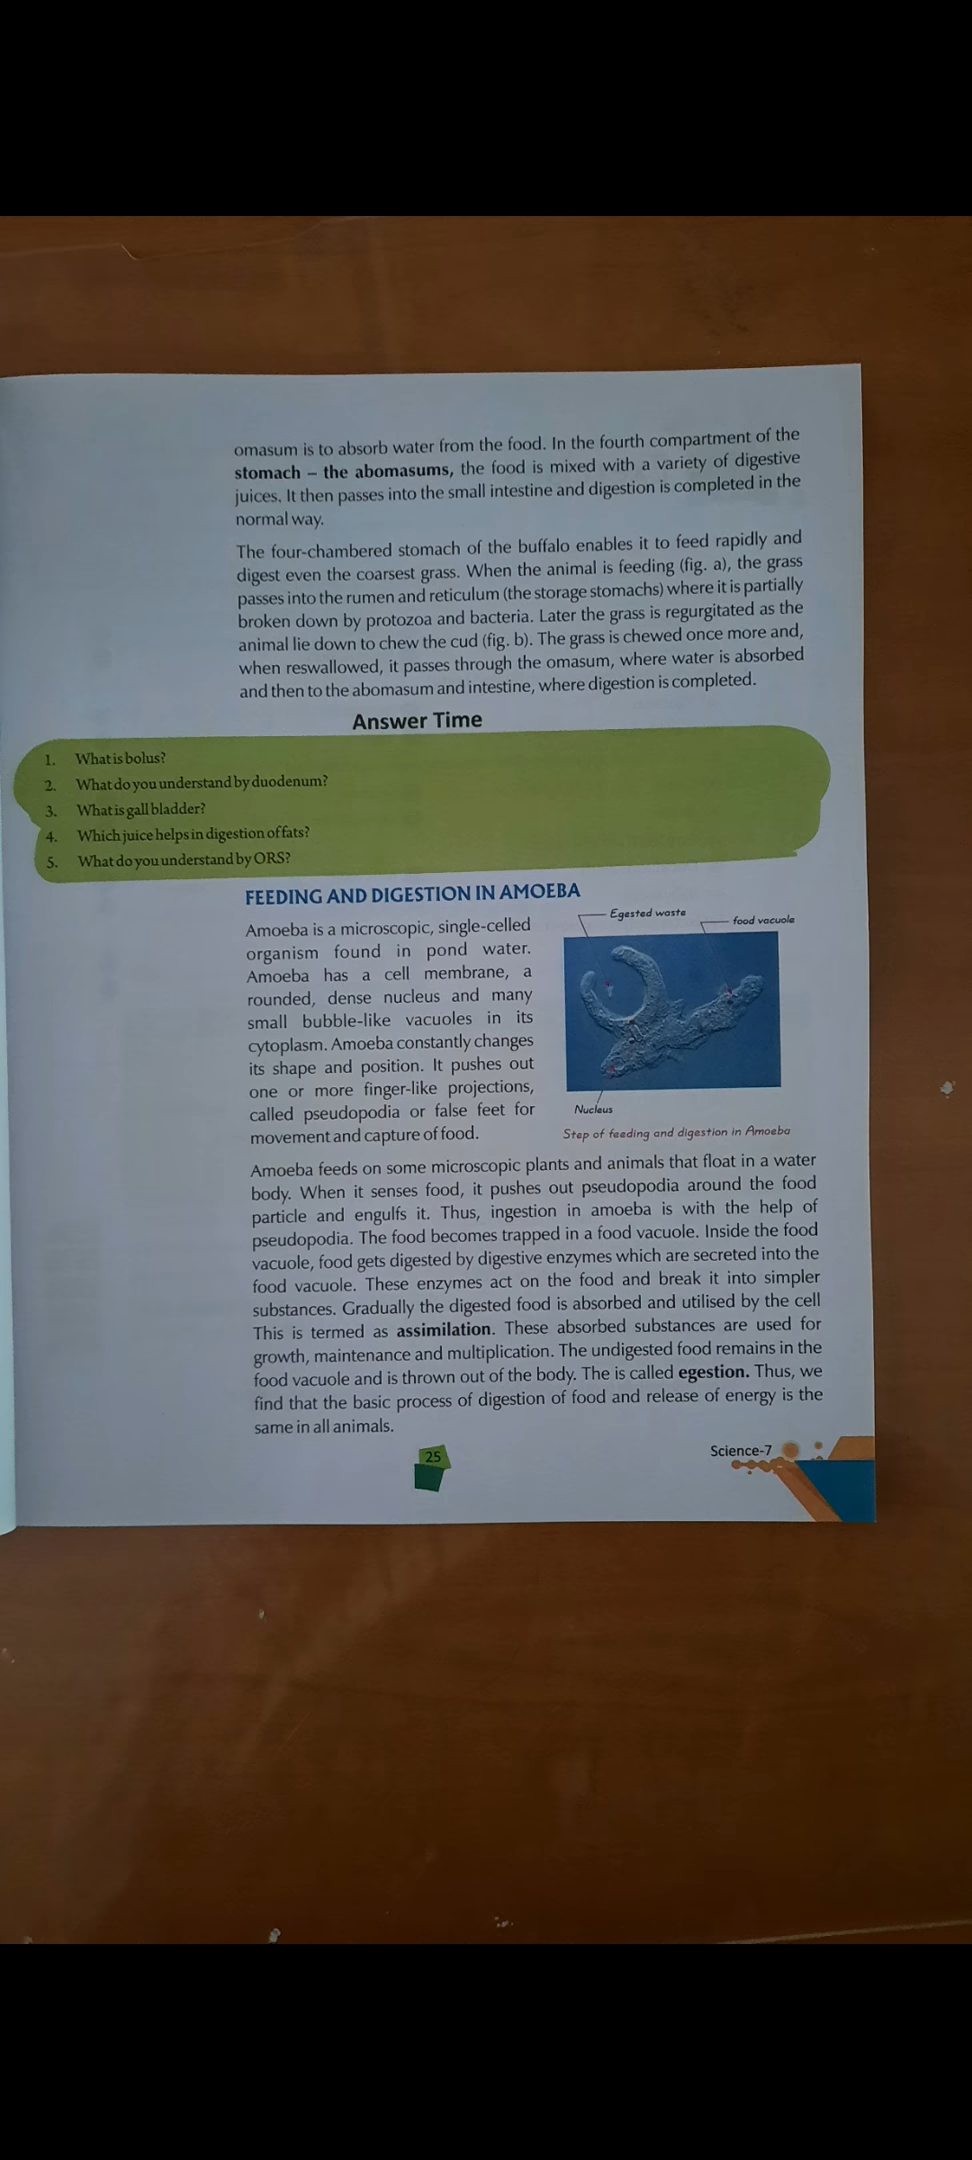 omasum is to absorb water from the food. In the fourth compartment of the
stomach – the abomasums, the food is mixed with a variety of digestive
juices. It then passes into the small intestine and digestion is completed in the
normal way.
The four-chambered stomach of the buffalo enables it to feed rapidly and
digest even the coarsest grass. When the animal is feeding (fig. a), the grass
passes into the rumen and reticulum (the storage stomachs) where it is partially
broken down by protozoa and bacteria. Later the grass is regurgitated as the
animal lie down to chew the cud (fig. b). The grass is chewed once more and,
when reswallowed, it passes through the omasum, where water is absorbed
and then to the abomasum and intestine, where digestion is completed.
Answer Time
1. What is bolus?
2. What do you understand by duodenum?
3. What is gall bladder?
4. Which juice helps in digestion of fats?
5. What do you understand by ORS?
FEEDING AND DIGESTION IN AMOEBA
Amoeba is a microscopic, single-celled
organism found in pond water.
Amoeba has a cell membrane, a
rounded, dense nucleus and many
small bubble-like vacuoles in its
cytoplasm. Amoeba constantly changes
its shape and position. It pushes out
one or more finger-like projections,
called pseudopodia or false feet for
movement and capture of food.
Egested waste
food vacuole
Nucleus
Step of feeding and digestion in Amoeba
Amoeba feeds on some microscopic plants and animals that float in a water
body. When it senses food, it pushes out pseudopodia around the food
particle and engulfs it. Thus, ingestion in amoeba is with the help of
pseudopodia. The food becomes trapped in a food vacuole. Inside the food
vacuole, food gets digested by digestive enzymes which are secreted into the
food vacuole. These enzymes act on the food and break it into simpler
substances. Gradually the digested food is absorbed and utilised by the cell
This is termed as assimilation. These absorbed substances are used for
growth, maintenance and multiplication. The undigested food remains in the
food vacuole and is thrown out of the body. The is called egestion. Thus, we
find that the basic process of digestion of food and release of energy is the
same in all animals.
25
Science-7